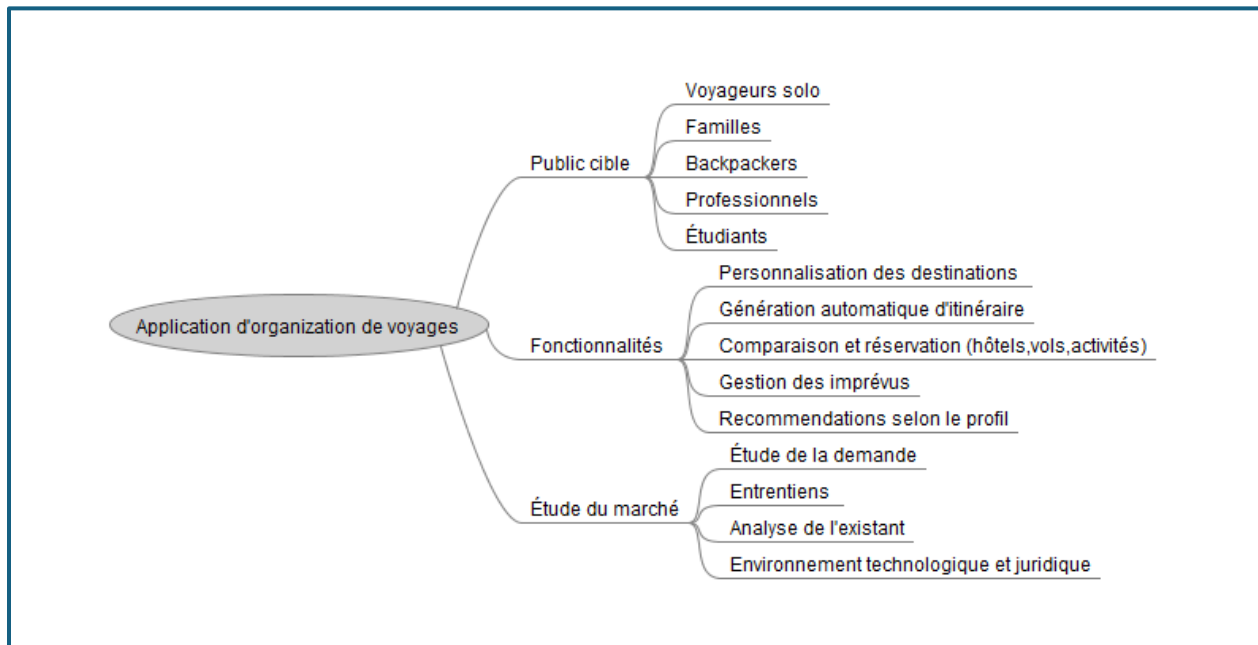 Application d'organization de voyages
Public cible
Voyageurs solo
Familles
Backpackers
Professionnels
Étudiants
Fonctionnalités
Personnalisation des destinations
Génération automatique d'itinéraire
Comparaison et réservation (hôtels,vols,activités)
Gestion des imprévus
Recommendations selon le profil
Étude du marché
Étude de la demande
Entrentiens
Analyse de l'existant
Environnement technologique et juridique